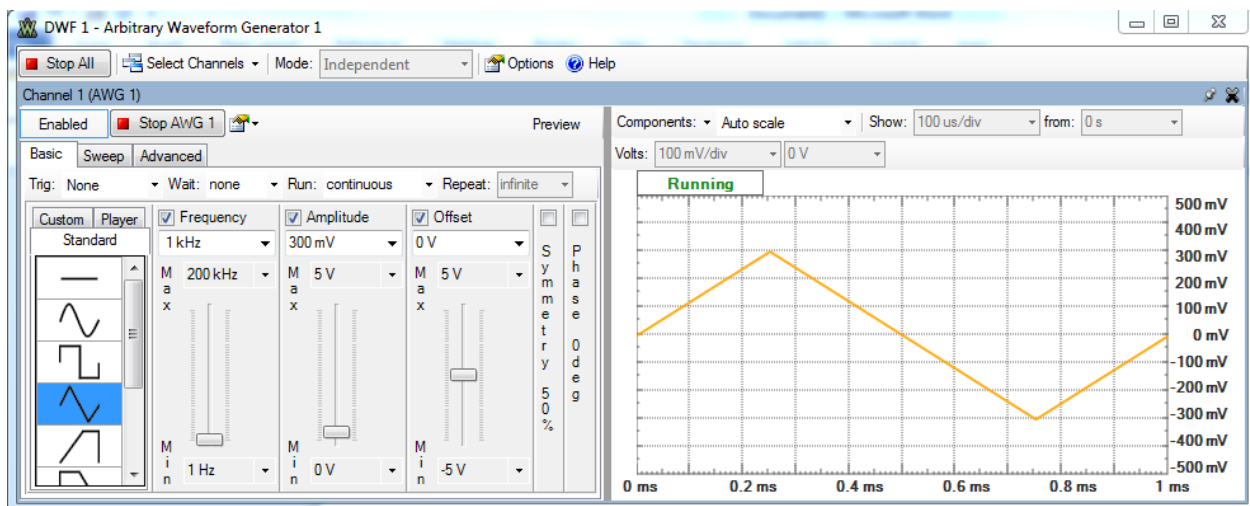 DWF 1 - Arbitrary Waveform Generator 1
Stop All Select Channels Mode: Independent Options Help
Channel 1 (AWG 1)
Enabled Stop AWG 1 Preview
Basic Sweep Advanced
Trig: None Wait: none Run: continuous Repeat: infinite
Custom Player
Standard
Frequency
1 kHz
Max 200 kHz
Min 1 Hz
Amplitude
300 mV
Max 5 V
Min 0 V
Offset
0 V
Max 5 V
Min -5 V
Symmetry 50%
Phase 0deg
Components: Auto scale Show: 100 us/div from: 0 s
Volts: 100 mV/div 0 V
Running
500 mV
400 mV
300 mV
200 mV
100 mV
0 mV
-100 mV
-200 mV
-300 mV
-400 mV
-500 mV
0 ms 0.2 ms 0.4 ms 0.6 ms 0.8 ms 1 ms